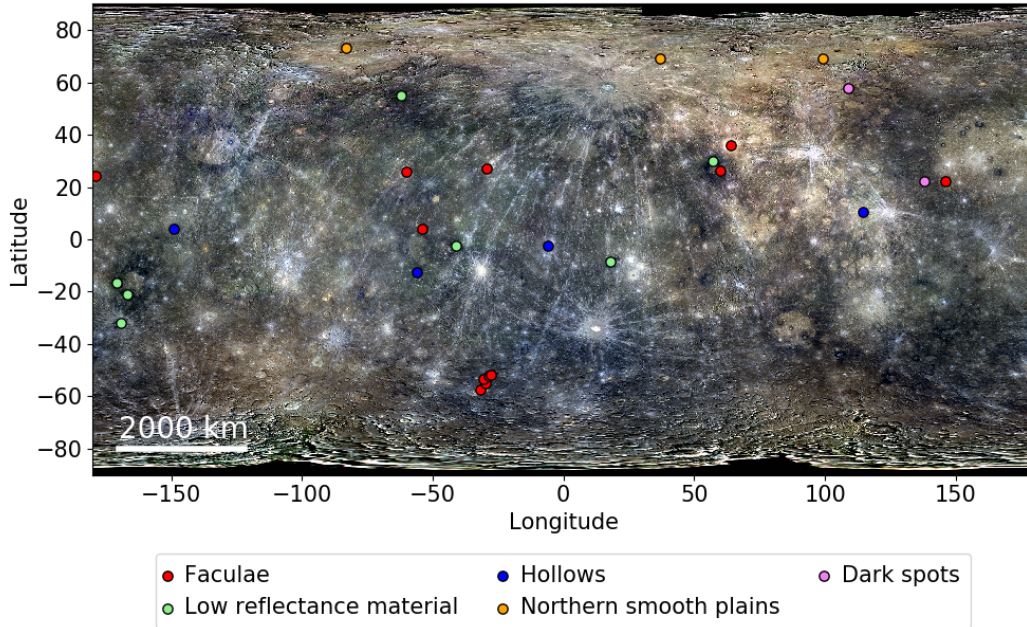 80
60
40
20
0
−20
−40
−60
−80
Latitude
2000 km
−150 −100 −50 0 50 100 150
Longitude
Faculae Hollows Dark spots
Low reflectance material Northern smooth plains